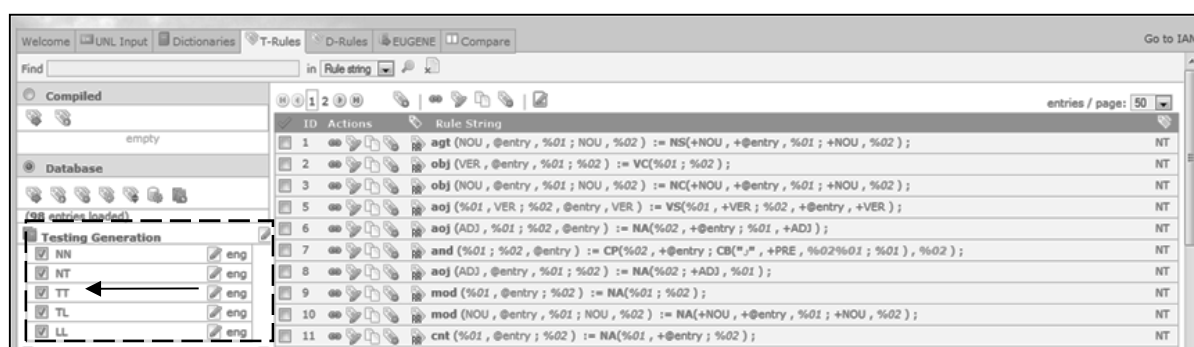 Welcome UNL Input Dictionaries T-Rules D-Rules EUGENE Compare Go to IAN
Find in Rule string
Compiled
empty
Database
(98 entries loaded)
Testing Generation
NN eng
NT eng
TT eng
TL eng
LL eng
1 2 entries / page: 50
ID Actions Rule String
1 agt (NOU , @entry , %01 ; NOU , %02 ) := NS(+NOU , +@entry , %01 ; +NOU , %02 ) ; NT
2 obj (VER , @entry , %01 ; %02 ) := VC(%01 ; %02 ) ; NT
3 obj (NOU , @entry , %01 ; NOU , %02 ) := NC(+NOU , +@entry , %01 ; +NOU , %02 ) ; NT
5 aoj (%01 , VER ; %02 , @entry , VER ) := VS(%01 , +VER ; %02 , +@entry , +VER ) ; NT
6 aoj (ADJ , %01 ; %02 , @entry ) := NA(%02 , +@entry ; %01 , +ADJ ) ; NT
7 and (%01 ; %02 , @entry ) := CP(%02 , +@entry ; CB("و" , +PRE , %02%01 ; %01 ) , %02 ) ; NT
8 aoj (ADJ , @entry , %01 ; %02 ) := NA(%02 ; +ADJ , %01 ) ; NT
9 mod (%01 , @entry ; %02 ) := NA(%01 ; %02 ) ; NT
10 mod (NOU , @entry , %01 ; NOU , %02 ) := NA(+NOU , +@entry , %01 ; +NOU , %02 ) ; NT
11 cnt (%01 , @entry ; %02 ) := NA(%01 , +@entry ; %02 ) ; NT